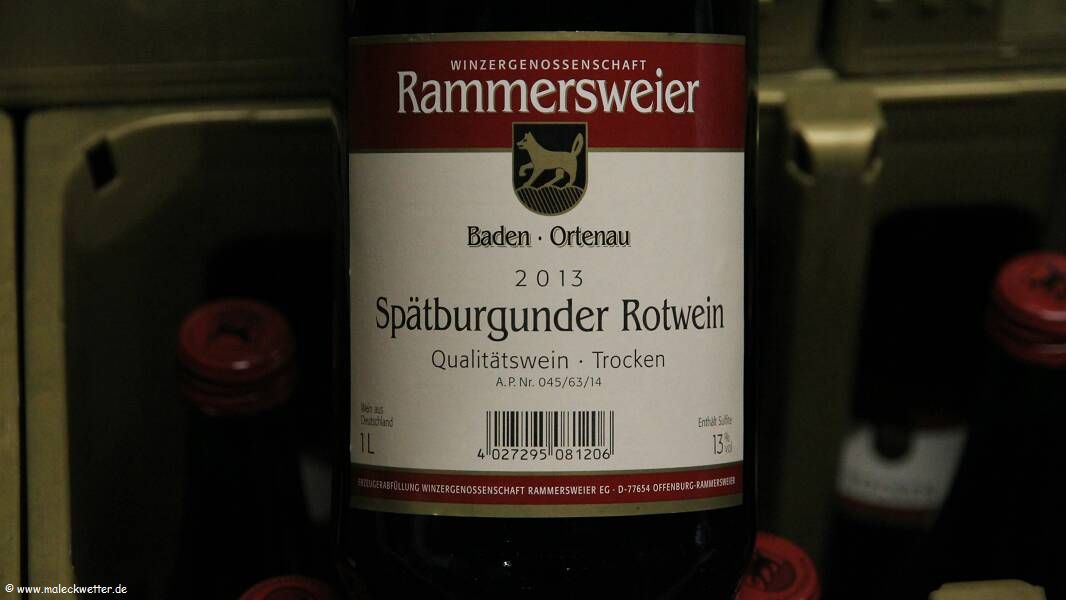 WINZERGENOSSENSCHAFT
Rammersweier
Baden · Ortenau
2013
Spätburgunder Rotwein
Qualitätswein · Trocken
A. P. Nr. 045/63/14
Wein aus
Deutschland
1 L
4 027295 081206
Enthält Sulfite
13 % vol
ERZEUGERABFÜLLUNG WINZERGENOSSENSCHAFT RAMMERSWEIER EG · D-77654 OFFENBURG-RAMMERSWEIER
© www.maleckwetter.de